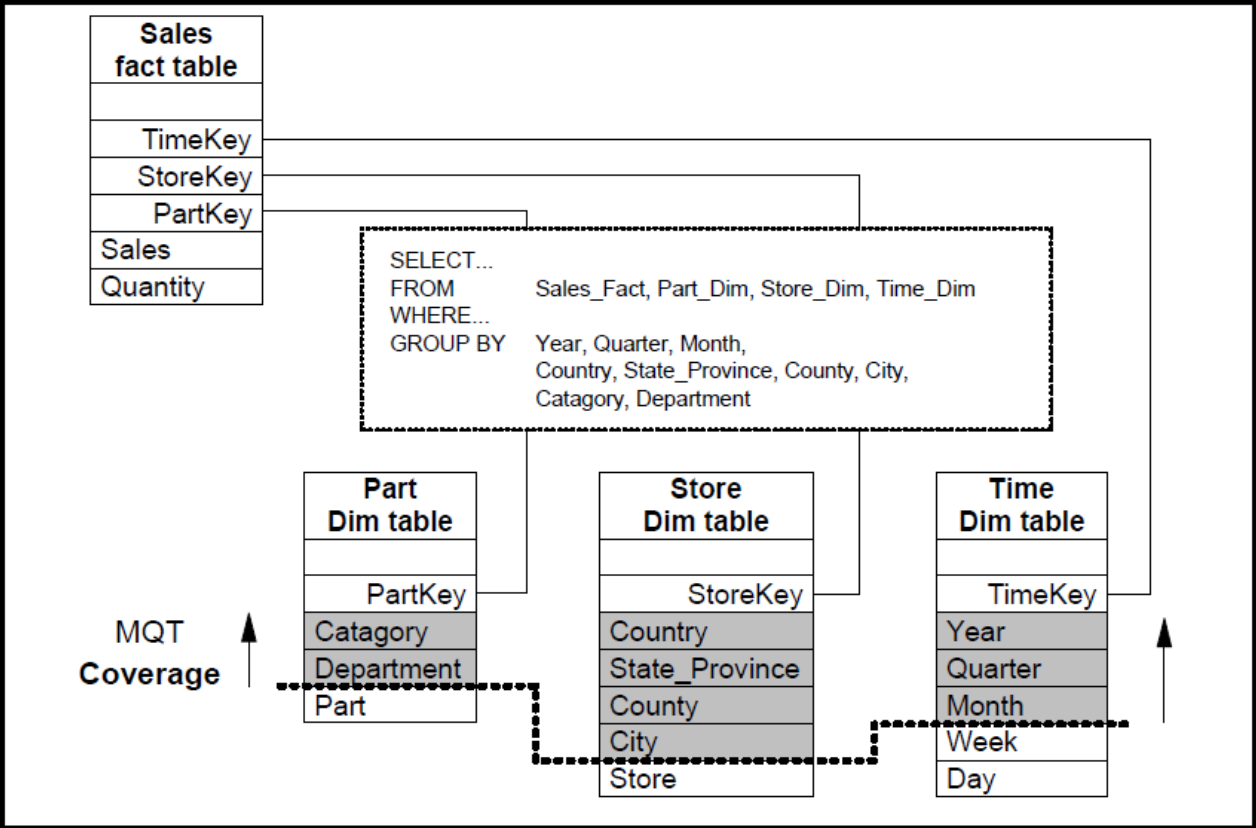 Sales
fact table
TimeKey
StoreKey
PartKey
Sales
Quantity
SELECT...
FROM Sales_Fact, Part_Dim, Store_Dim, Time_Dim
WHERE...
GROUP BY Year, Quarter, Month,
Country, State_Province, County, City,
Catagory, Department
Part
Dim table
PartKey
Catagory
Department
Part
Store
Dim table
StoreKey
Country
State_Province
County
City
Store
Time
Dim table
TimeKey
Year
Quarter
Month
Week
Day
MQT
Coverage